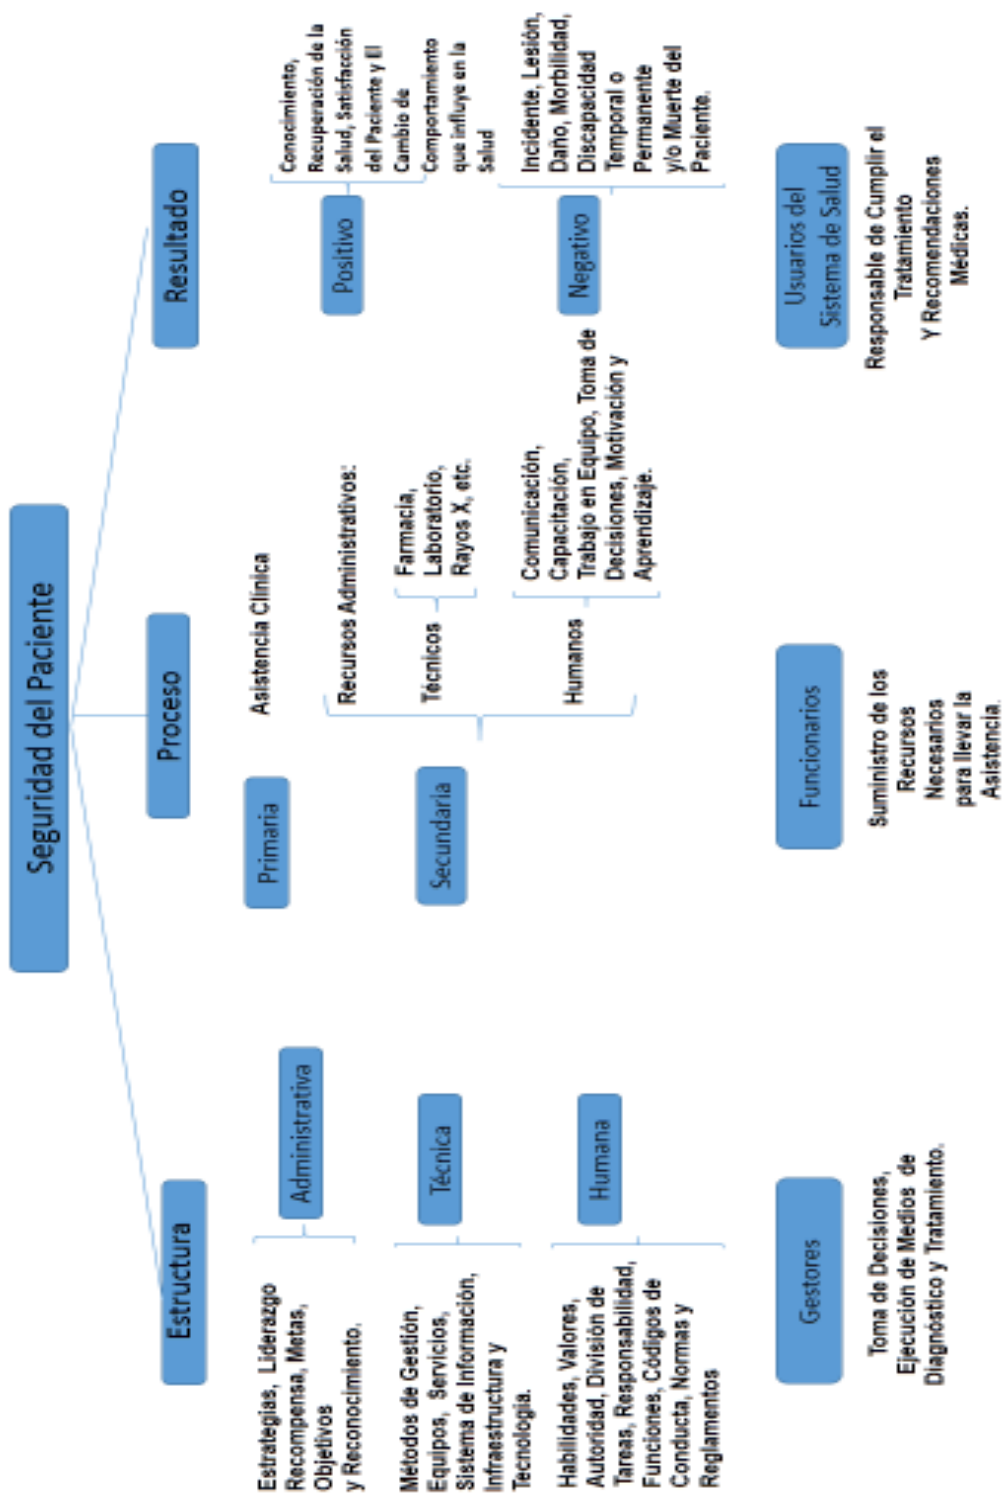 Seguridad del Paciente
Estructura
Proceso
Resultado
Estrategias, Liderazgo
Recompensa, Metas,
Objetivos
y Reconocimiento.
Administrativa
Métodos de Gestión,
Equipos, Servicios,
Sistema de Información,
Infraestructura y
Tecnología.
Técnica
Habilidades, Valores,
Autoridad, División de
Tareas, Responsabilidad,
Funciones, Códigos de
Conducta, Normas y
Reglamentos
Humana
Primaria
Asistencia Clínica
Secundaria
Recursos Administrativos:
Técnicos
Farmacia,
Laboratorio,
Rayos X, etc.
Humanos
Comunicación,
Capacitación,
Trabajo en Equipo, Toma de
Decisiones, Motivación y
Aprendizaje.
Positivo
Conocimiento,
Recuperación de la
Salud, Satisfacción
del Paciente y El
Cambio de
Comportamiento
que influye en la
Salud
Negativo
Incidente, Lesión,
Daño, Morbilidad,
Discapacidad
Temporal o
Permanente
y/o Muerte del
Paciente.
Gestores
Toma de Decisiones,
Ejecución de Medios de
Diagnóstico y Tratamiento.
Funcionarios
Suministro de los
Recursos
Necesarios
para llevar la
Asistencia.
Usuarios del
Sistema de Salud
Responsable de Cumplir el
Tratamiento
Y Recomendaciones
Médicas.